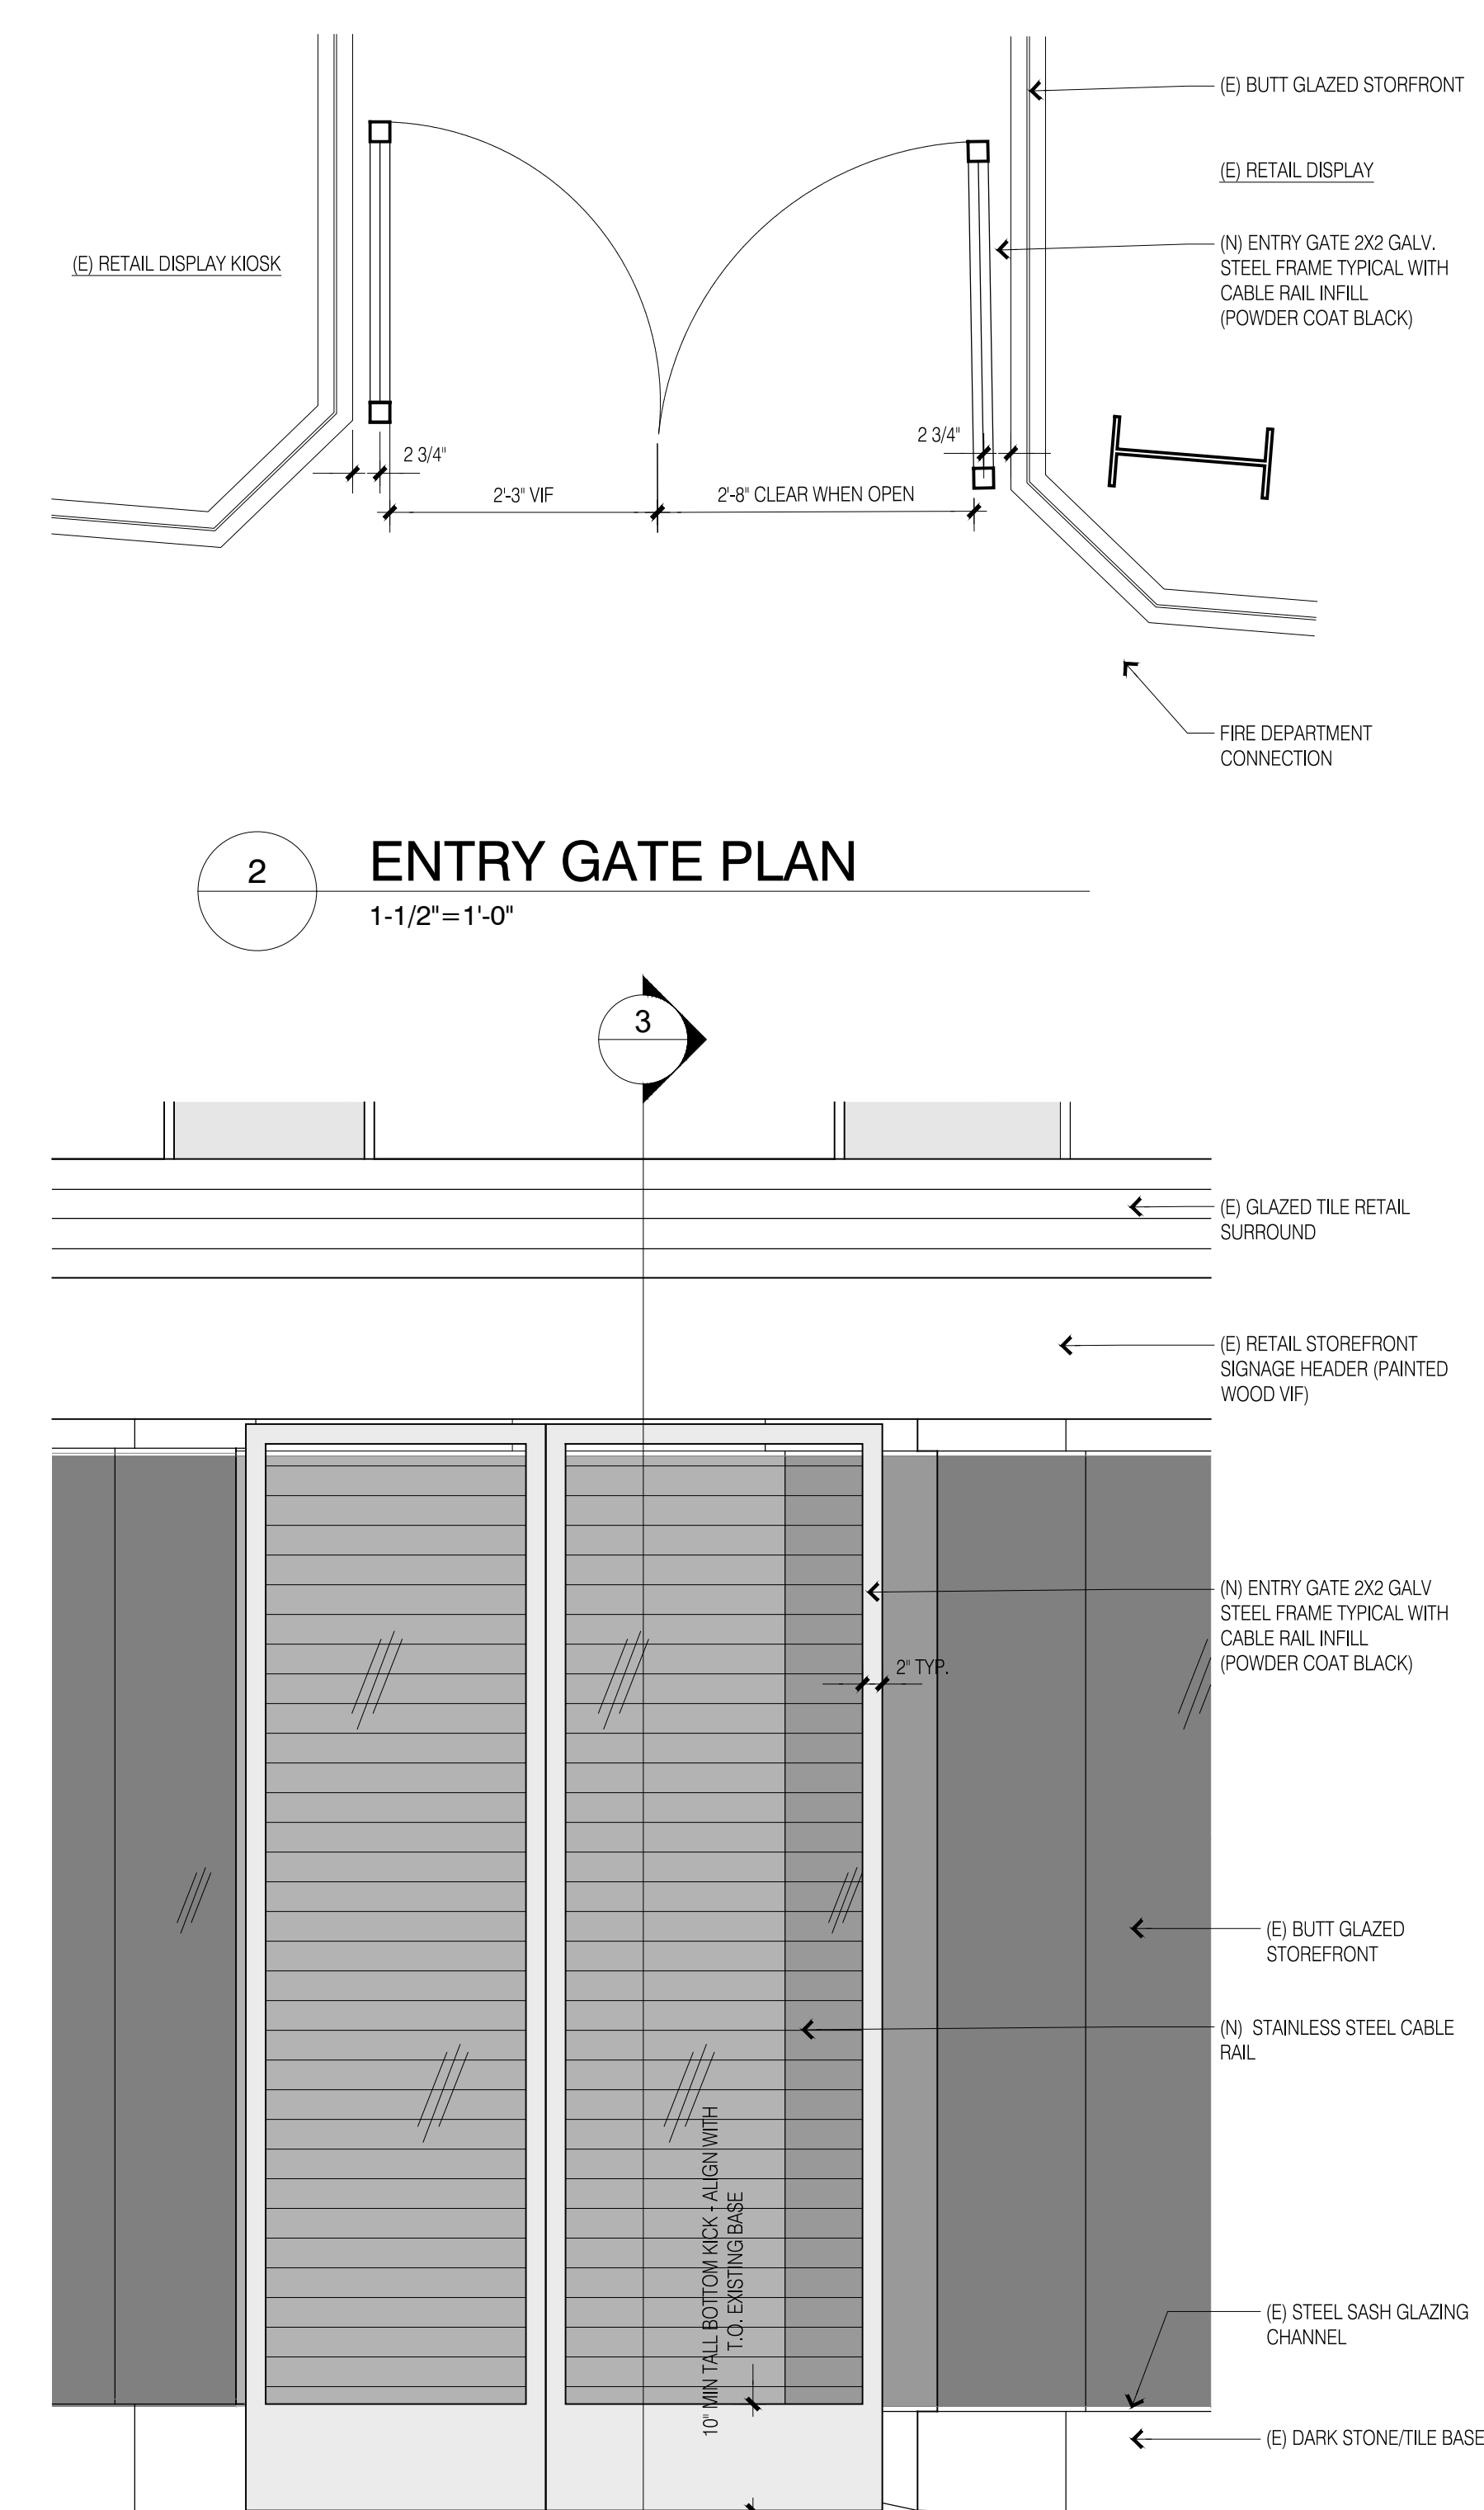 (E) BUTT GLAZED STORFRONT
(E) RETAIL DISPLAY
(N) ENTRY GATE 2X2 GALV.
STEEL FRAME TYPICAL WITH
CABLE RAIL INFILL
(POWDER COAT BLACK)
(E) RETAIL DISPLAY KIOSK
2 3/4"
2 3/4"
2'-3" VIF
2'-8" CLEAR WHEN OPEN
FIRE DEPARTMENT
CONNECTION
2
ENTRY GATE PLAN
1-1/2"=1'-0"
3
(E) GLAZED TILE RETAIL
SURROUND
(E) RETAIL STOREFRONT
SIGNAGE HEADER (PAINTED
WOOD VIF)
(N) ENTRY GATE 2X2 GALV
STEEL FRAME TYPICAL WITH
CABLE RAIL INFILL
(POWDER COAT BLACK)
2" TYP.
(E) BUTT GLAZED
STOREFRONT
(N) STAINLESS STEEL CABLE
RAIL
10" MIN TALL BOTTOM KICK - ALIGN WITH
T.O. EXISTING BASE
(E) STEEL SASH GLAZING
CHANNEL
(E) DARK STONE/TILE BASE